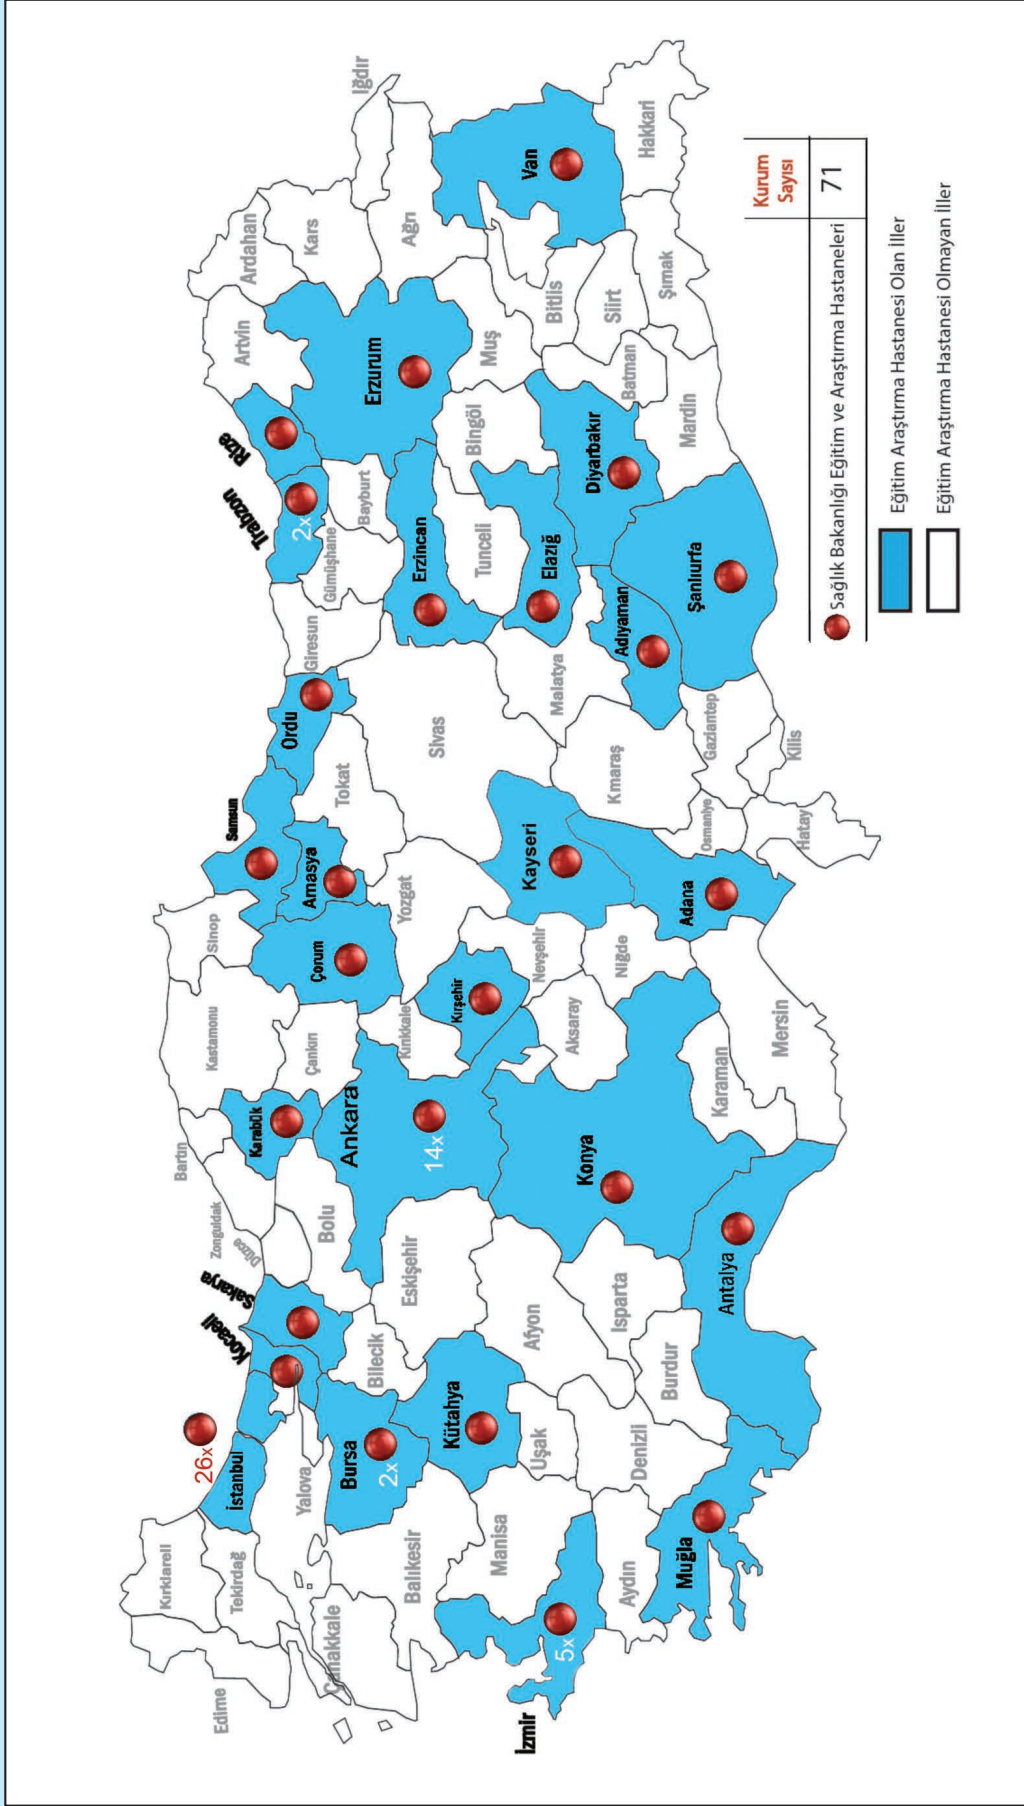 Kırklareli
Edirne
Tekirdağ
26x
İstanbul
Kocaeli
Sakarya
Düzce
Zonguldak
Bartın
Karabük
Kastamonu
Sinop
Samsun
Ordu
Giresun
Trabzon
2x
Rize
Artvin
Ardahan
Kars
Iğdır
Çanakkale
Yalova
Bursa
2x
Bilecik
Bolu
Ankara
14x
Çankırı
Çorum
Amasya
Tokat
Gümüşhane
Bayburt
Erzurum
Ağrı
Balıkesir
Kütahya
Eskişehir
Kırıkkale
Kırşehir
Yozgat
Sivas
Erzincan
Tunceli
Bingöl
Muş
Bitlis
Van
İzmir
5x
Manisa
Uşak
Afyon
Konya
Aksaray
Nevşehir
Niğde
Kayseri
Malatya
Elazığ
Diyarbakır
Batman
Siirt
Şırnak
Hakkari
Aydın
Denizli
Muğla
Burdur
Isparta
Antalya
Karaman
Mersin
Adana
Osmaniye
Hatay
Kmaraş
Gaziantep
Kilis
Adıyaman
Şanlıurfa
Mardin
Kurum
Sayısı
Sağlık Bakanlığı Eğitim ve Araştırma Hastaneleri 71
Eğitim Araştırma Hastanesi Olan İller
Eğitim Araştırma Hastanesi Olmayan İller